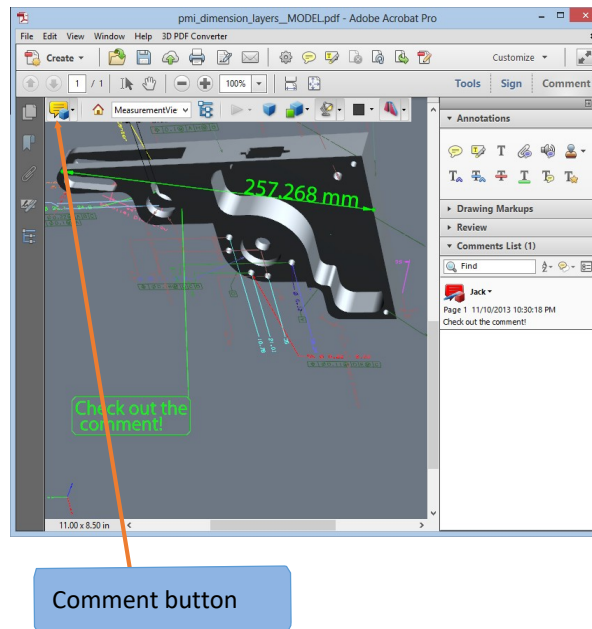 pmi_dimension_layers__MODEL.pdf - Adobe Acrobat Pro
File Edit View Window Help 3D PDF Converter
Create Customize
1 / 1 100% Tools Sign Comment
MeasurementVie
Annotations
257.268 mm
Drawing Markups
Review
Comments List (1)
Find
Jack
Page 1 11/10/2013 10:30:18 PM
Check out the comment!
Check out the
comment!
11.00 x 8.50 in
Comment button